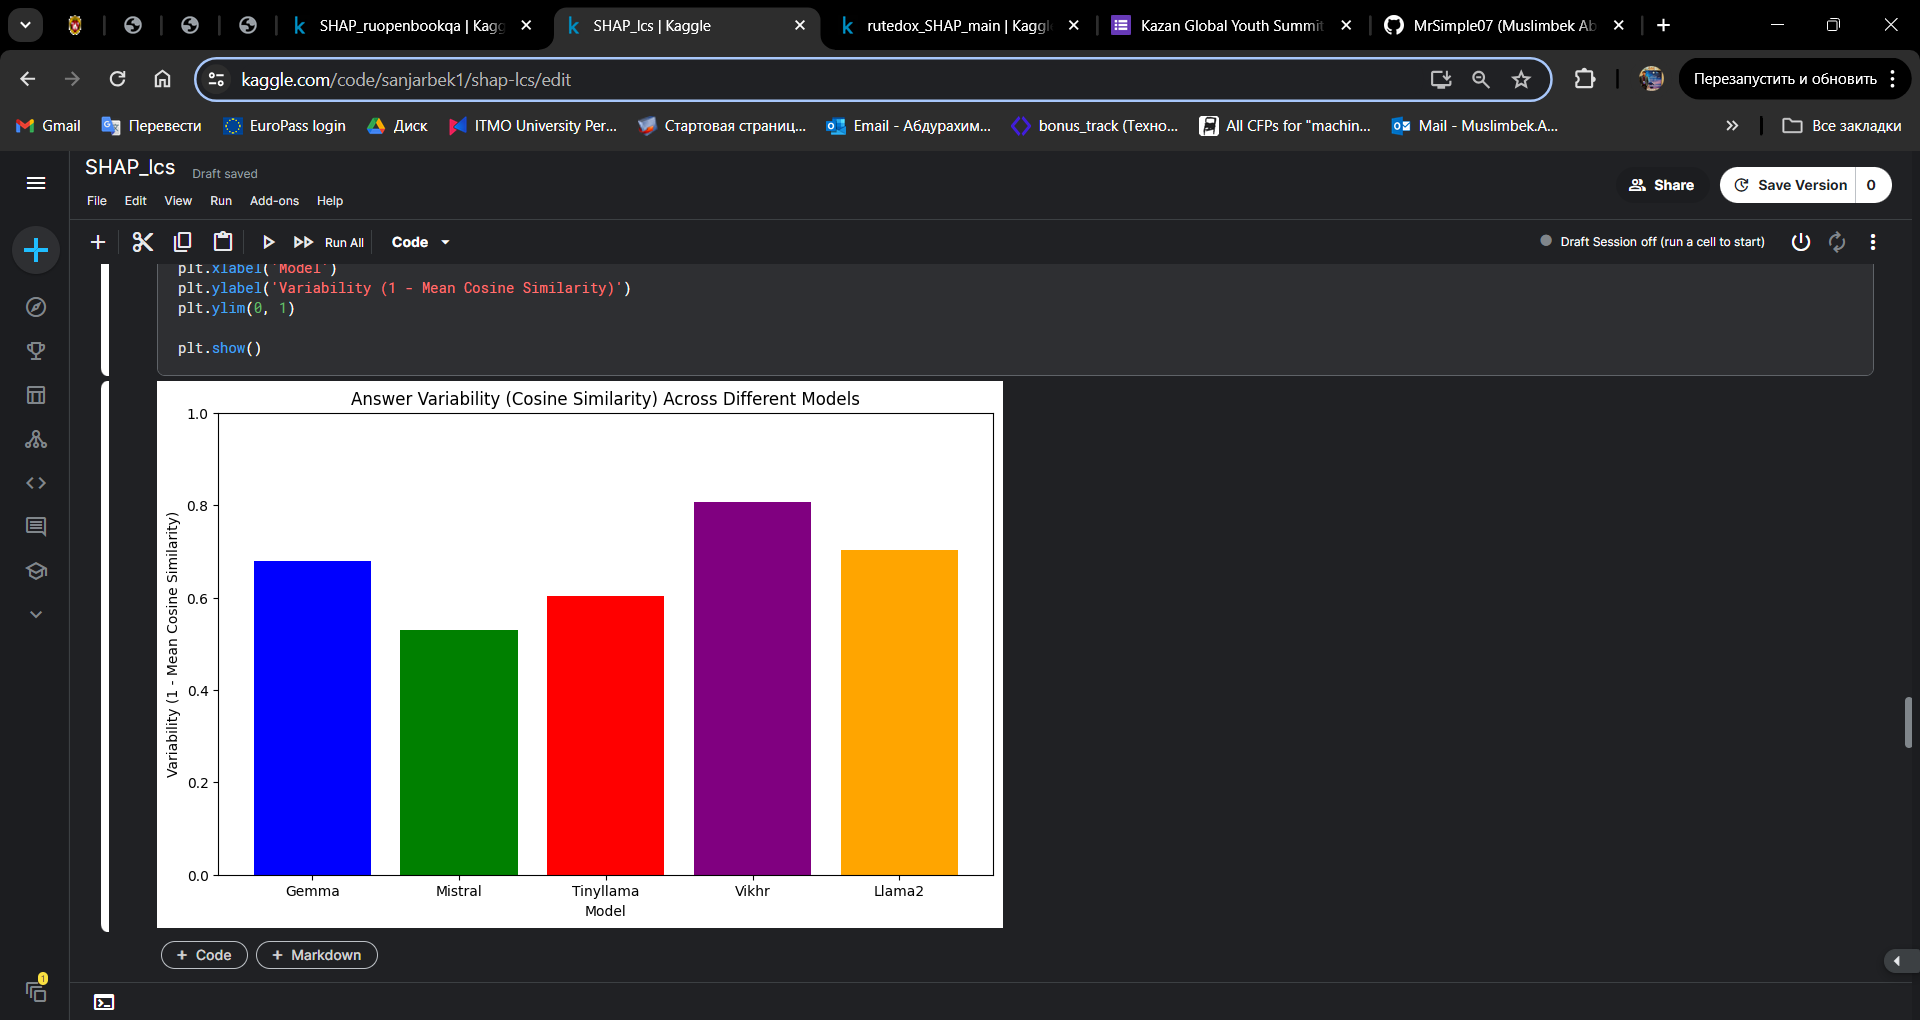 SHAP_ruopenbookqa | Kagg
SHAP_lcs | Kaggle
rutedox_SHAP_main | Kaggl
Kazan Global Youth Summit
MrSimple07 (Muslimbek Ab
kaggle.com/code/sanjarbek1/shap-lcs/edit
Перезапустить и обновить
Gmail
Перевести
EuroPass login
Диск
ITMO University Per...
Стартовая страниц...
Email - Абдурахим...
bonus_track (Техно...
All CFPs for "machin...
Mail - Muslimbek.A...
Все закладки
SHAP_lcs
Draft saved
File Edit View Run Add-ons Help
Share
Save Version 0
Run All
Code
Draft Session off (run a cell to start)
plt.xlabel('Model')
plt.ylabel('Variability (1 - Mean Cosine Similarity)')
plt.ylim(0, 1)
plt.show()
Answer Variability (Cosine Similarity) Across Different Models
Variability (1 - Mean Cosine Similarity)
1.0
0.8
0.6
0.4
0.2
0.0
Gemma Mistral Tinyllama Vikhr Llama2
Model
+ Code
+ Markdown
1